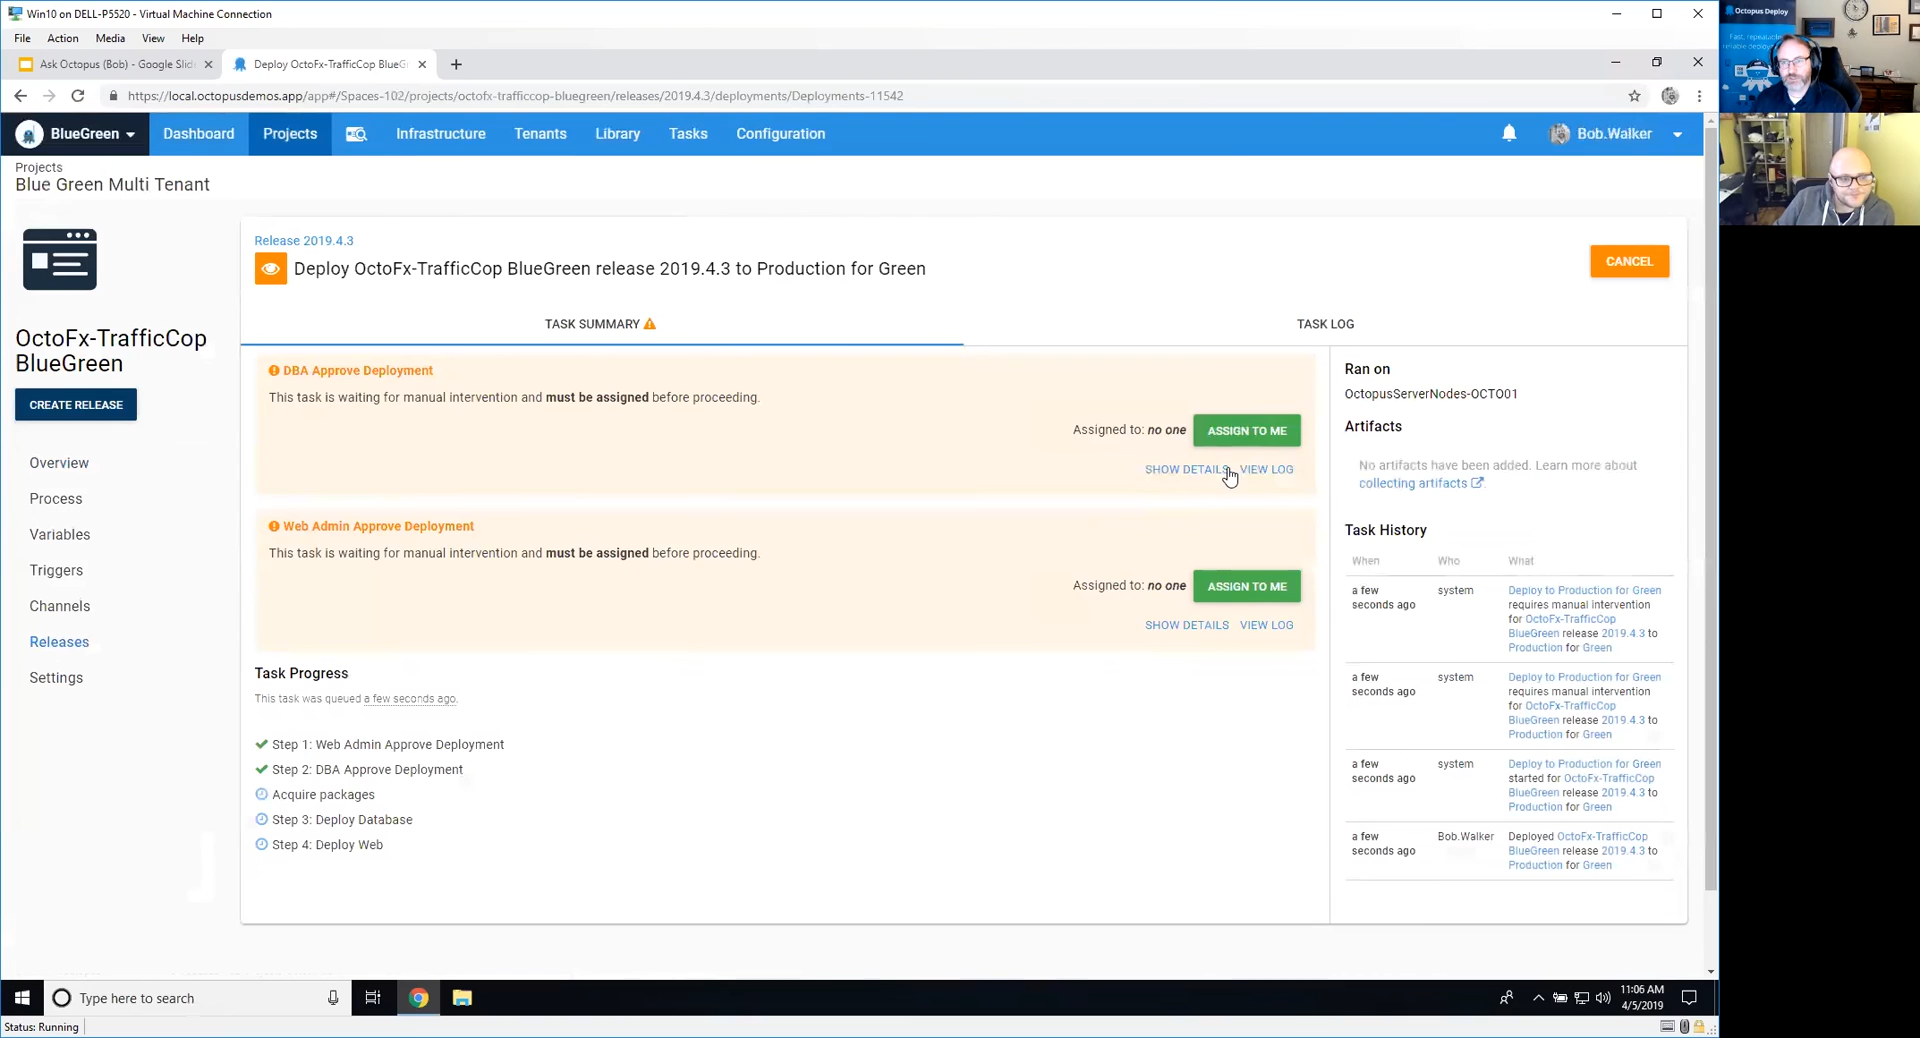 Win10 on DELL-P5520 - Virtual Machine Connection
File Action Media View Help
Ask Octopus (Bob) - Google Slide
Deploy OctoFx-TrafficCop BlueGr
https://local.octopusdemos.app/app#/Spaces-102/projects/octofx-trafficcop-bluegreen/releases/2019.4.3/deployments/Deployments-11542
BlueGreen Dashboard Projects Infrastructure Tenants Library Tasks Configuration Bob.Walker
Projects
Blue Green Multi Tenant
OctoFx-TrafficCop
BlueGreen
CREATE RELEASE
Overview
Process
Variables
Triggers
Channels
Releases
Settings
Release 2019.4.3
Deploy OctoFx-TrafficCop BlueGreen release 2019.4.3 to Production for Green
CANCEL
TASK SUMMARY
TASK LOG
DBA Approve Deployment
This task is waiting for manual intervention and must be assigned before proceeding.
Assigned to: no one ASSIGN TO ME
SHOW DETAILS VIEW LOG
Web Admin Approve Deployment
This task is waiting for manual intervention and must be assigned before proceeding.
Assigned to: no one ASSIGN TO ME
SHOW DETAILS VIEW LOG
Task Progress
This task was queued a few seconds ago.
Step 1: Web Admin Approve Deployment
Step 2: DBA Approve Deployment
Acquire packages
Step 3: Deploy Database
Step 4: Deploy Web
Ran on
OctopusServerNodes-OCTO01
Artifacts
No artifacts have been added. Learn more about
collecting artifacts .
Task History
When Who What
a few seconds ago
system
Deploy to Production for Green
requires manual intervention
for OctoFx-TrafficCop
BlueGreen release 2019.4.3 to
Production for Green
a few seconds ago
system
Deploy to Production for Green
requires manual intervention
for OctoFx-TrafficCop
BlueGreen release 2019.4.3 to
Production for Green
a few seconds ago
system
Deploy to Production for Green
started for OctoFx-TrafficCop
BlueGreen release 2019.4.3 to
Production for Green
a few seconds ago
Bob.Walker
Deployed OctoFx-TrafficCop
BlueGreen release 2019.4.3 to
Production for Green
Type here to search
11:06 AM
4/5/2019
Status: Running
Octopus Deploy